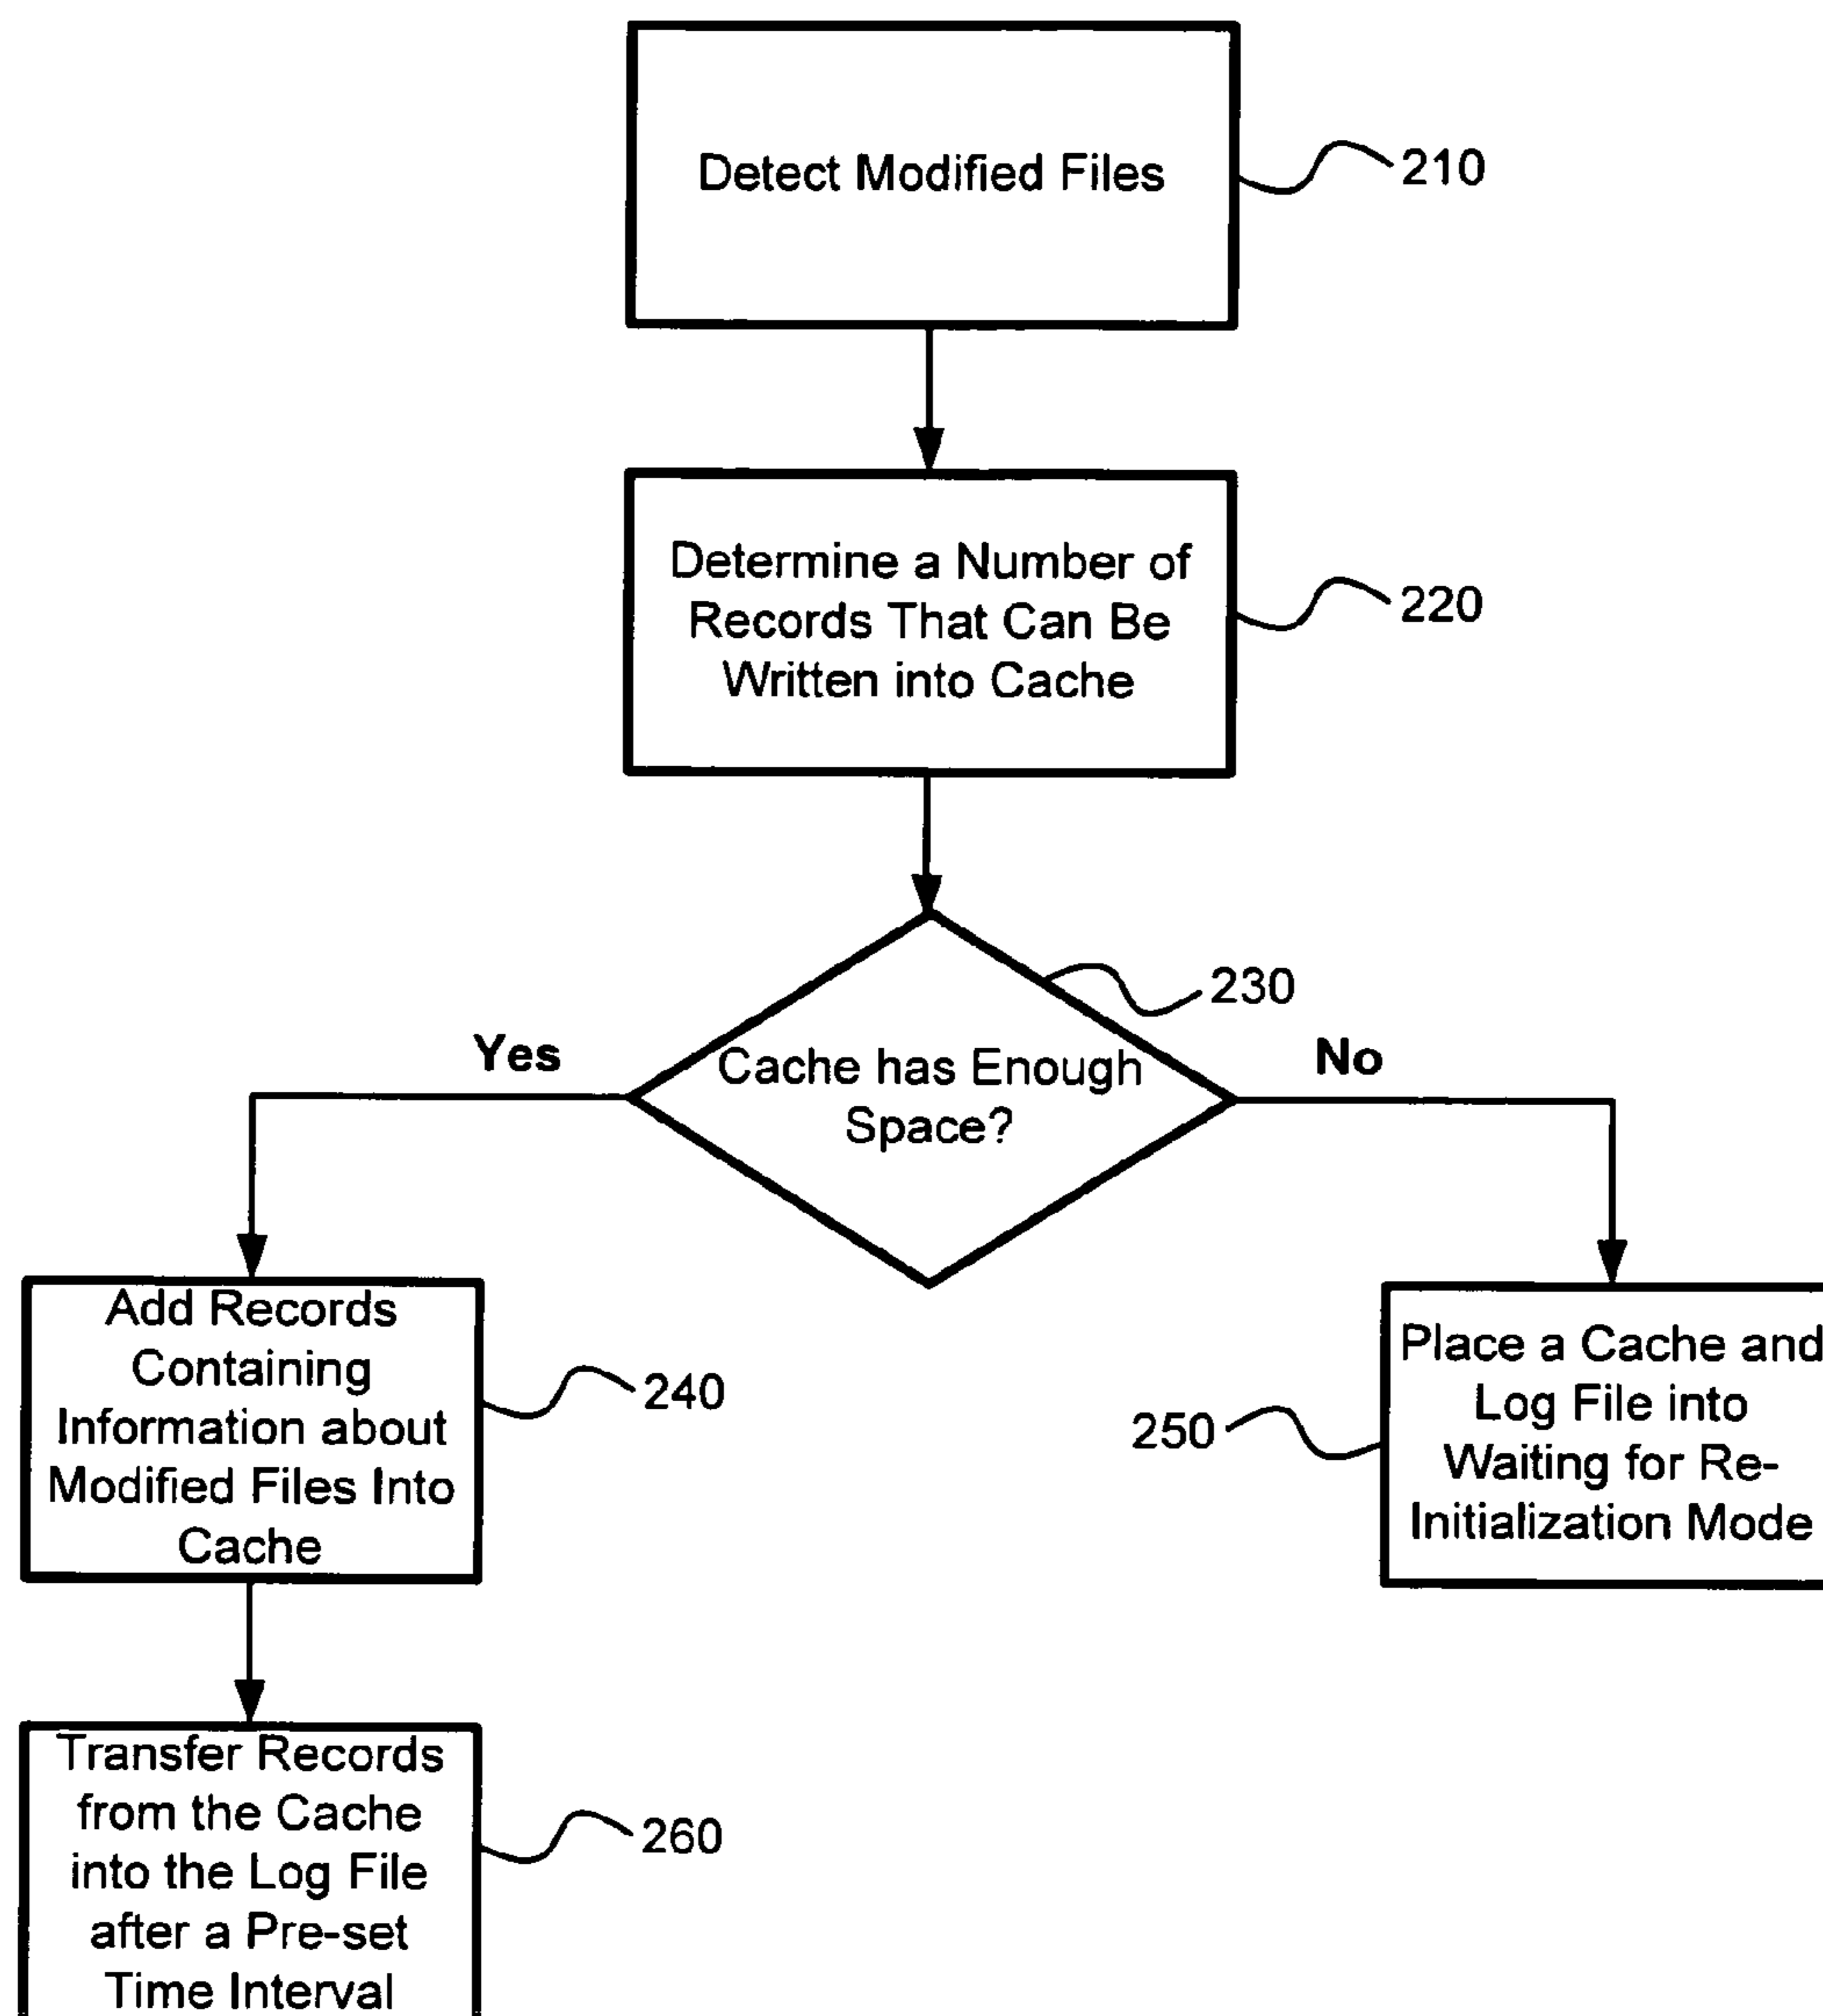 Detect Modified Files
210
Determine a Number of
Records That Can Be
Written into Cache
220
230
Yes
No
Cache has Enough
Space?
Add Records
Containing
Information about
Modified Files Into
Cache
240
Place a Cache and
Log File into
Waiting for Re-
Initialization Mode
250
Transfer Records
from the Cache
into the Log File
after a Pre-set
Time Interval
260